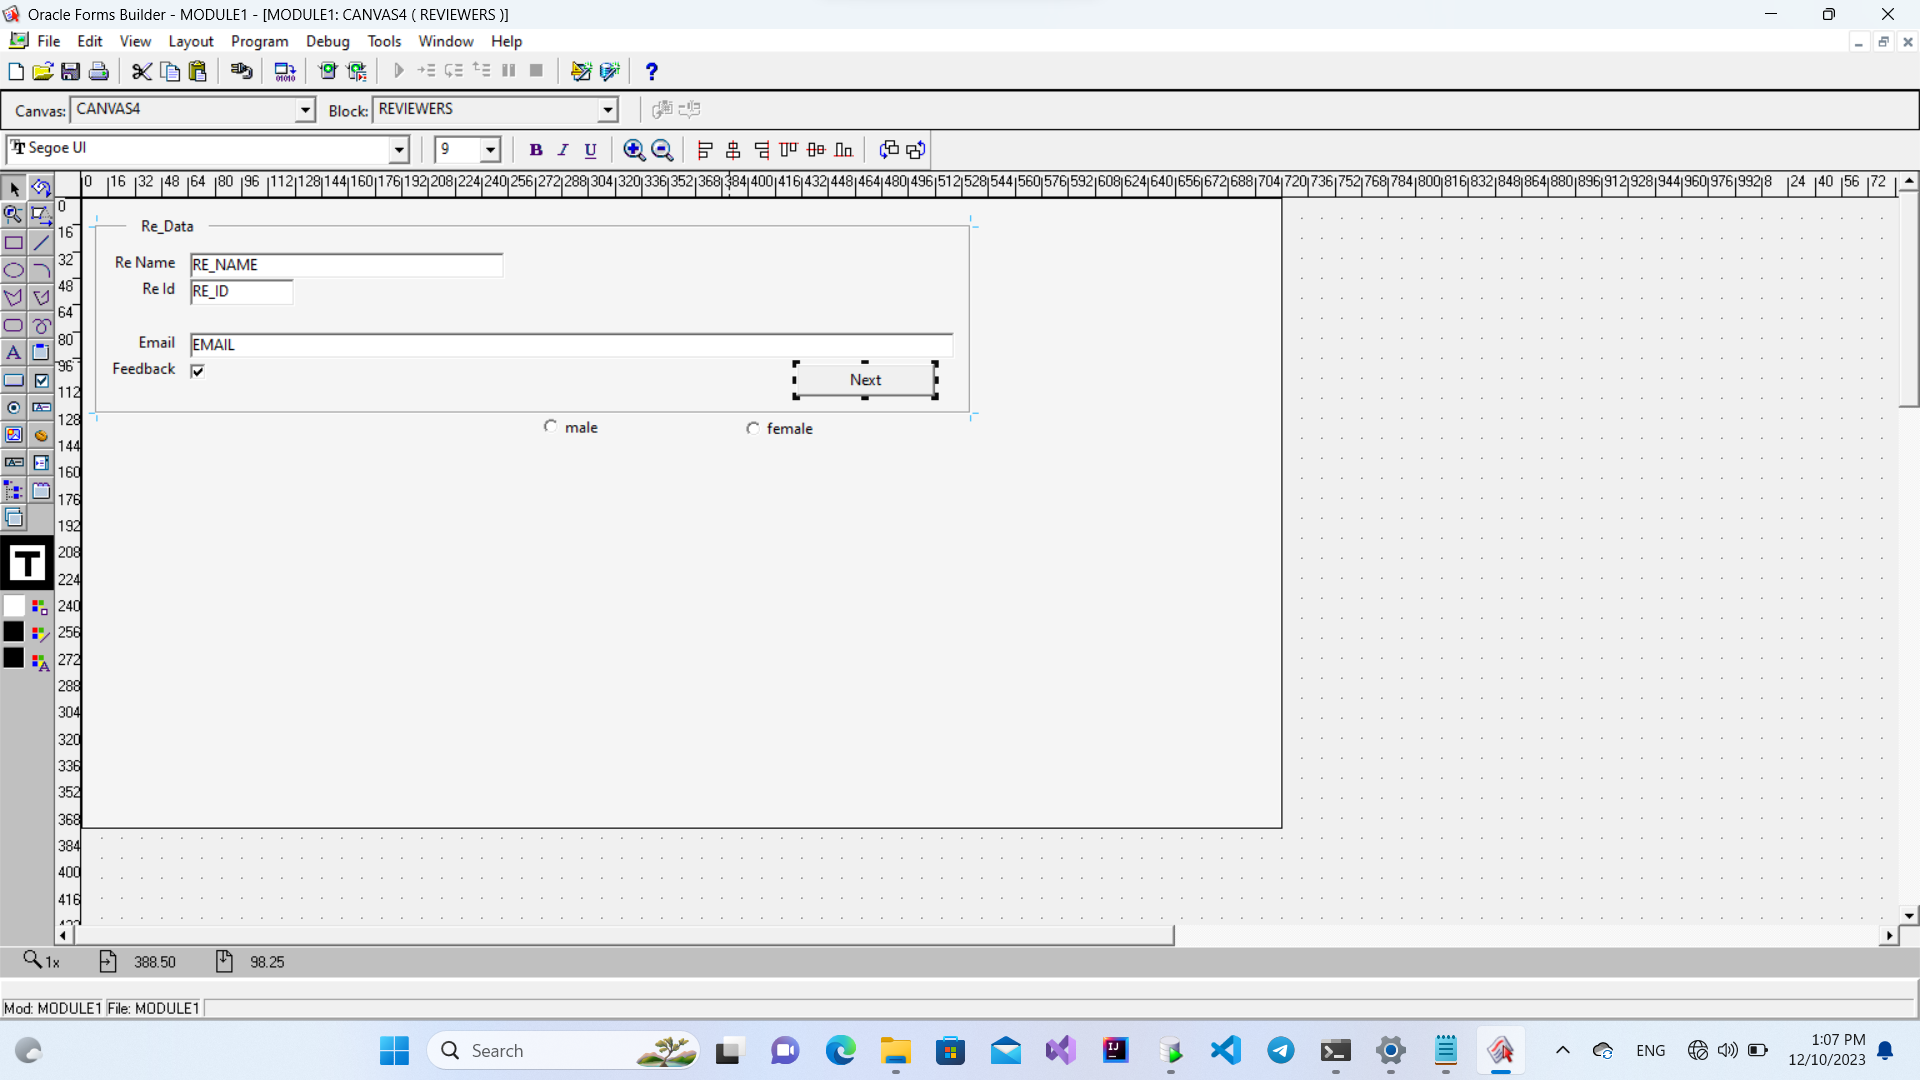 Oracle Forms Builder - MODULE1 - [MODULE1: CANVAS4 ( REVIEWERS )]
File Edit View Layout Program Debug Tools Window Help
Canvas: CANVAS4 Block: REVIEWERS
Segoe UI 9 B I U
0 16 32 48 64 80 96 112 128 144 160 176 192 208 224 240 256 272 288 304 320 336 352 368 384 400 416 432 448 464 480 496 512 528 544 560 576 592 608 624 640 656 672 688 704 720 736 752 768 784 800 816 832 848 864 880 896 912 928 944 960 976 992 8 24 40 56 72
0
16
32
48
64
80
96
112
128
144
160
176
192
208
224
240
256
272
288
304
320
336
352
368
384
400
416
Re_Data
Re Name RE_NAME
Re Id RE_ID
Email EMAIL
Feedback
Next
male female
1x 388.50 98.25
Mod: MODULE1 File: MODULE1
Search
ENG
1:07 PM
12/10/2023